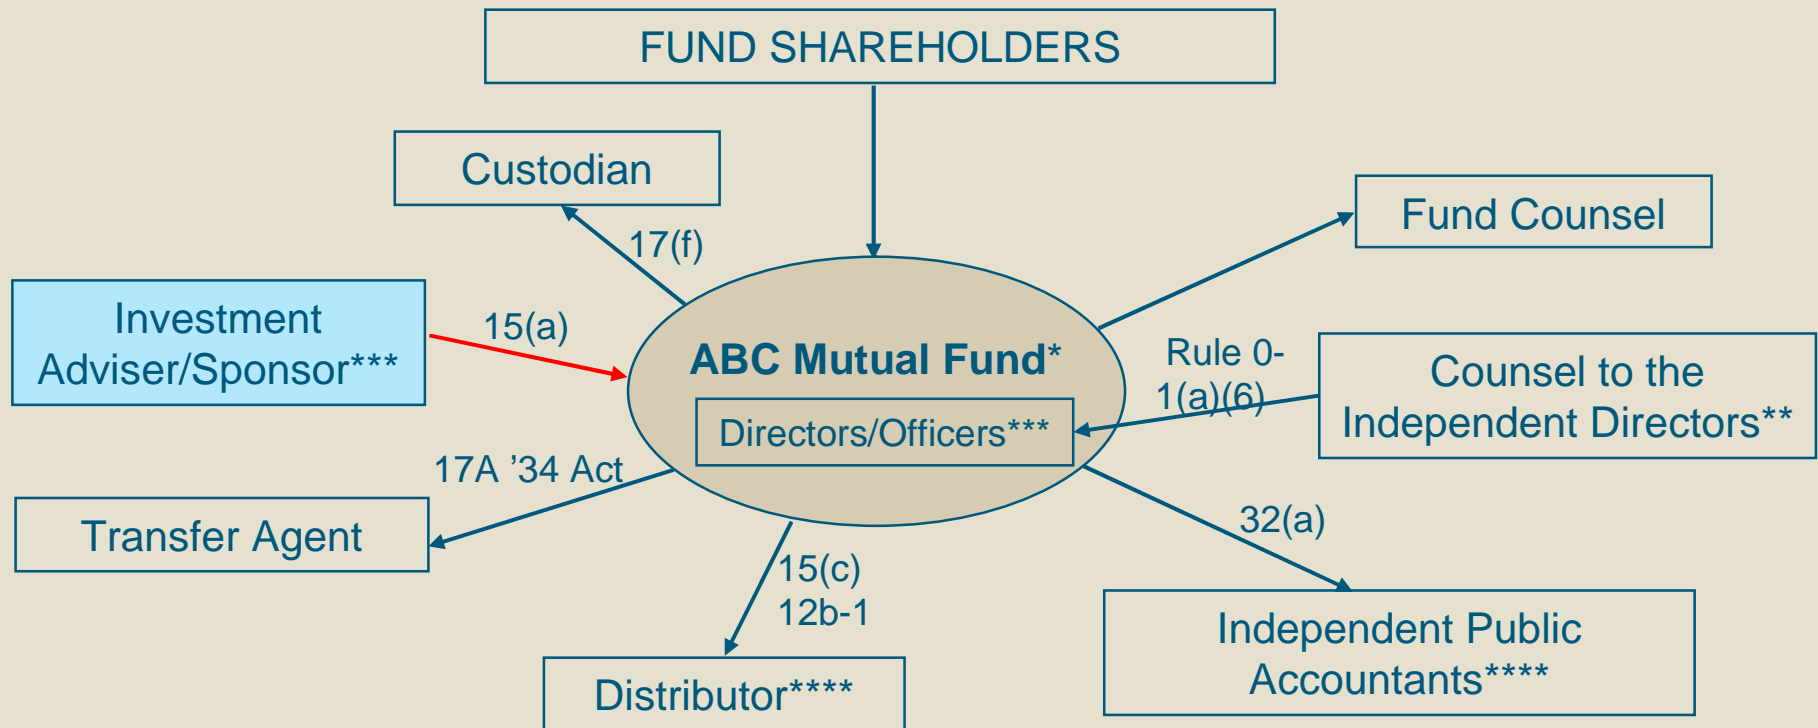 FUND SHAREHOLDERS
Custodian
Fund Counsel
17(f)
Investment
Adviser/Sponsor***
15(a)
ABC Mutual Fund*
Directors/Officers***
Rule 0-
1(a)(6)
Counsel to the
Independent Directors**
17A ’34 Act
Transfer Agent
32(a)
15(c)
12b-1
Independent Public
Accountants****
Distributor****